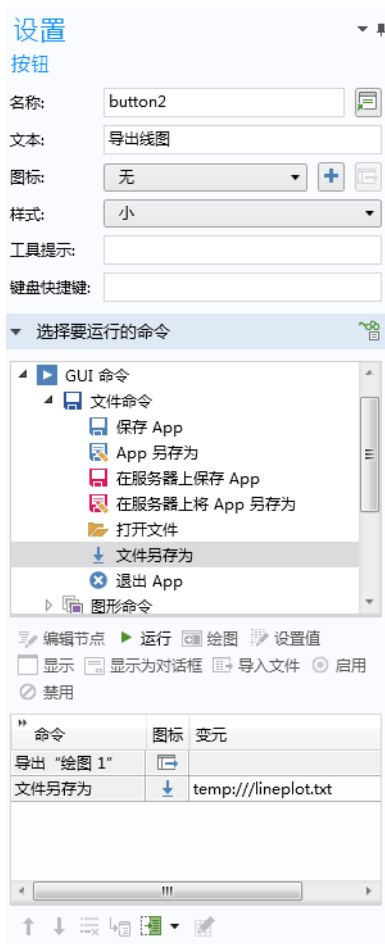 设置
按钮
名称: button2
文本: 导出线图
图标: 无
样式: 小
工具提示:
键盘快捷键:
选择要运行的命令
GUI 命令
文件命令
保存 App
App 另存为
在服务器上保存 App
在服务器上将 App 另存为
打开文件
文件另存为
退出 App
图形命令
编辑节点 运行 绘图 设置值
显示 显示为对话框 导入文件 启用
禁用
命令 图标 变元
导出“绘图 1”
文件另存为 temp:///lineplot.txt